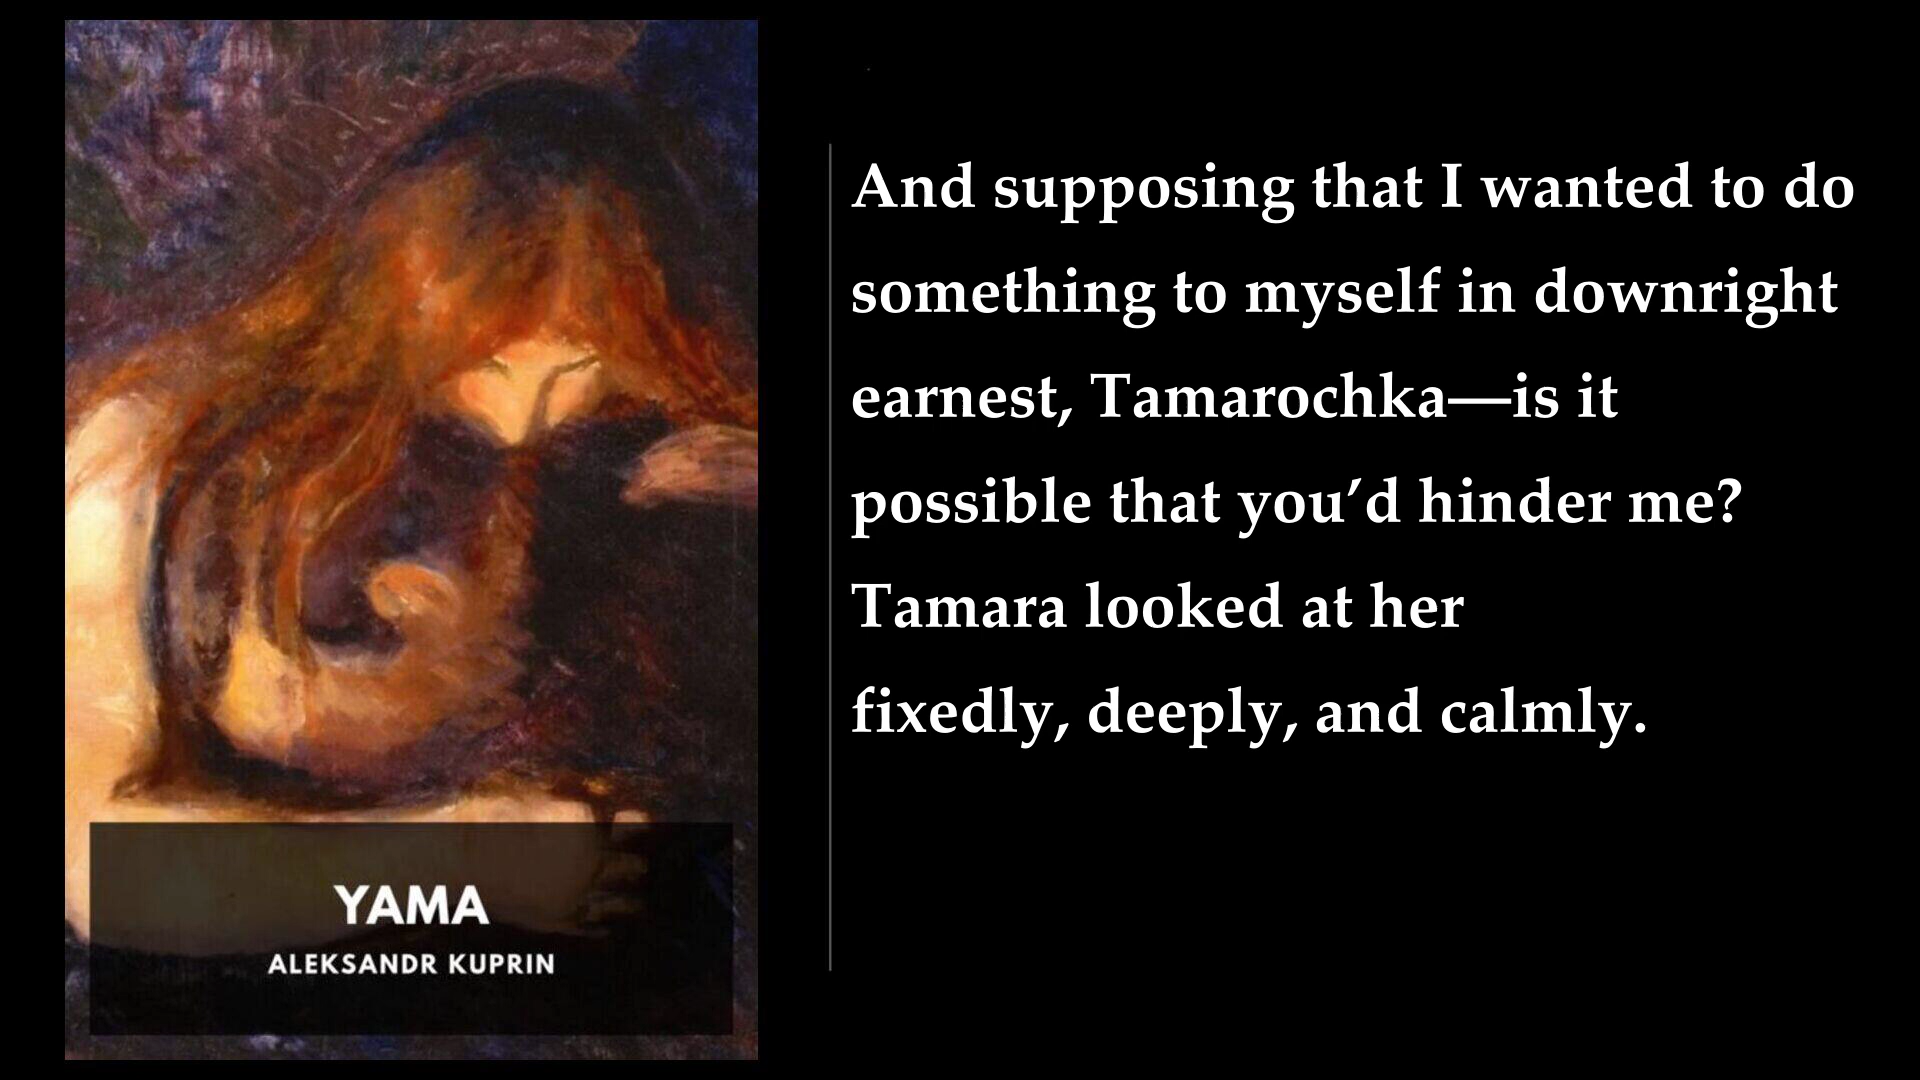 And supposing that I wanted to do
something to myself in downright
earnest, Tamarochka—is it
possible that you’d hinder me?
Tamara looked at her
fixedly, deeply, and calmly.
YAMA
ALEKSANDR KUPRIN